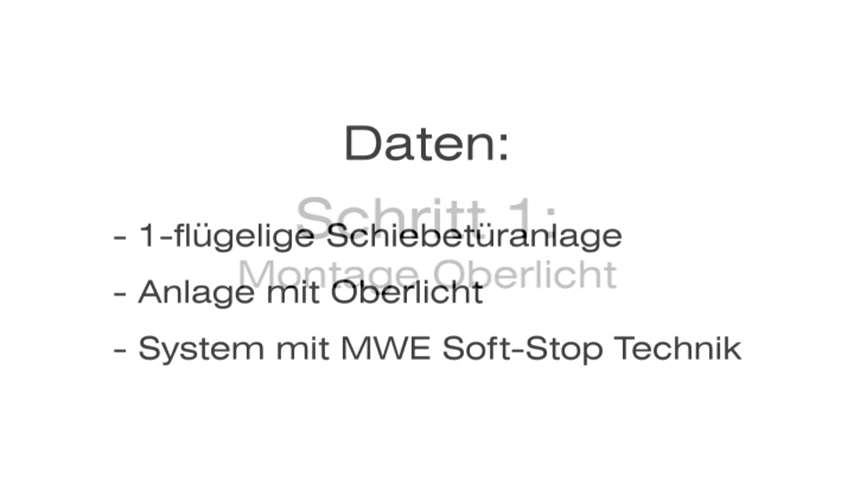 Daten:
Schritt 1:
- 1-flügelige Schiebetüranlage
Montage Oberlicht
- Anlage mit Oberlicht
- System mit MWE Soft-Stop Technik